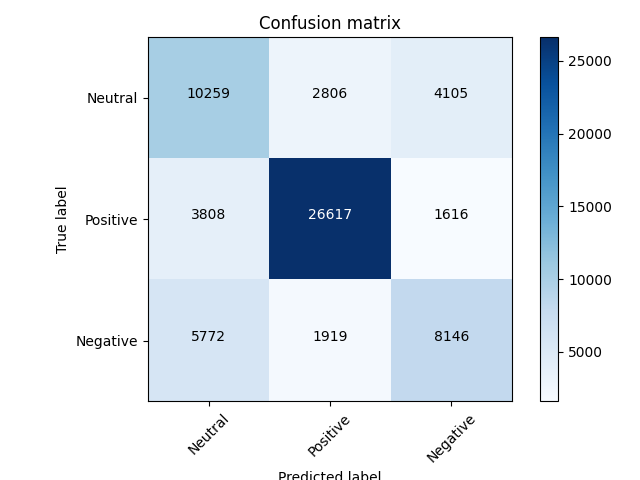 Confusion matrix
True label
Neutral 10259 2806 4105
Positive 3808 26617 1616
Negative 5772 1919 8146
Neutral Positive Negative
Predicted label
25000
20000
15000
10000
5000